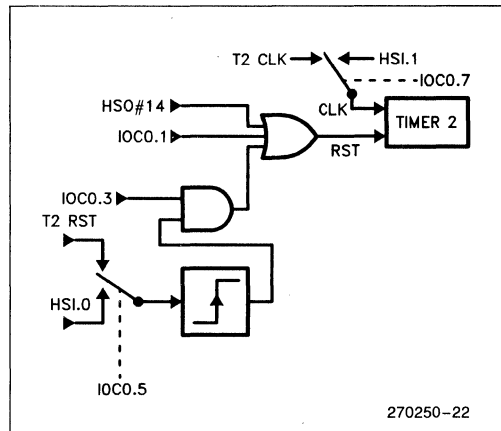 T2 CLK
HSI.1
IOC0.7
HSO#14
CLK
TIMER 2
IOC0.1
RST
IOC0.3
T2 RST
HSI.0
IOC0.5
270250-22